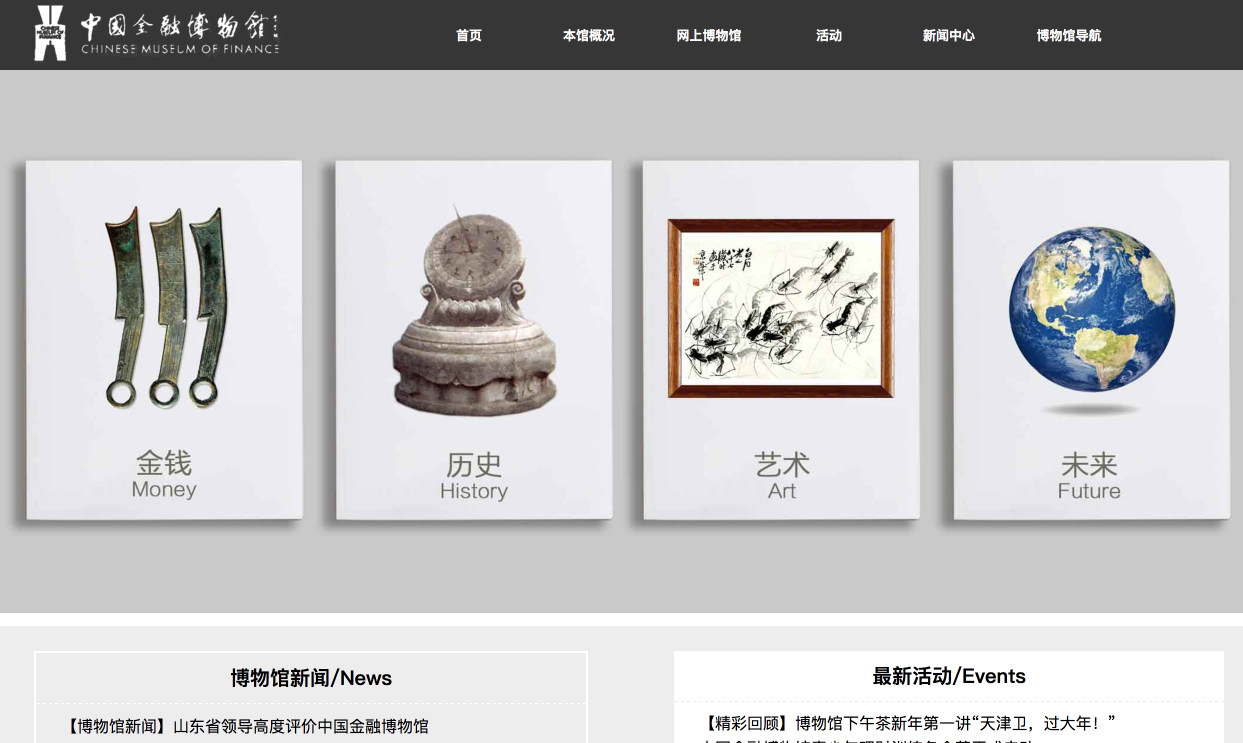 中国金融博物馆
CHINESE MUSEUM OF FINANCE
首页
本馆概况
网上博物馆
活动
新闻中心
博物馆导航
金钱
Money
历史
History
艺术
Art
未来
Future
博物馆新闻/News
【博物馆新闻】山东省领导高度评价中国金融博物馆
最新活动/Events
【精彩回顾】博物馆下午茶新年第一讲“天津卫，过大年！”